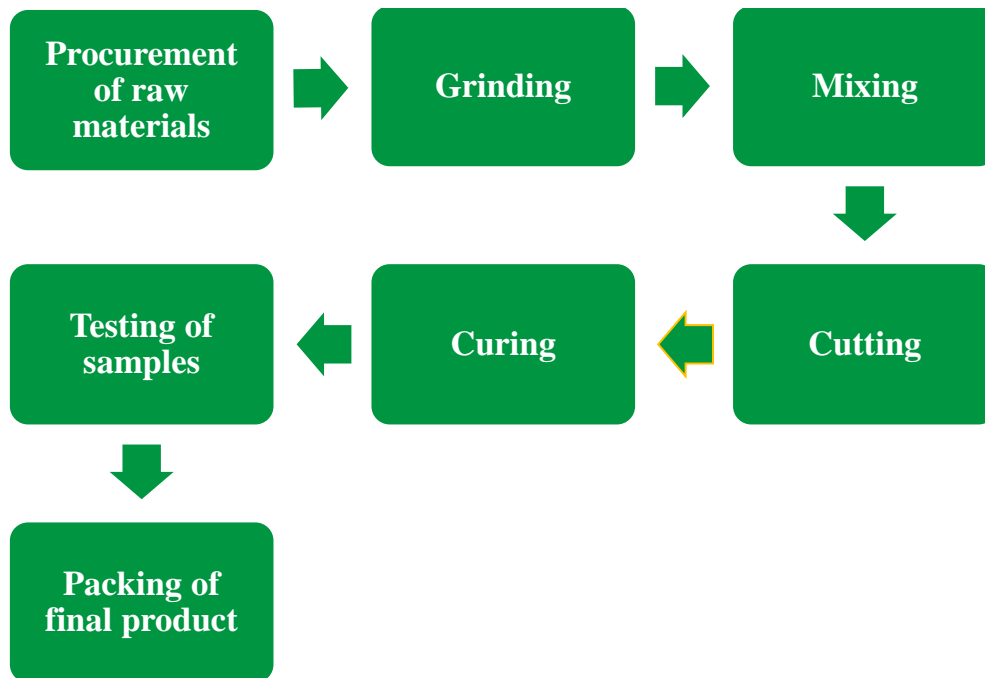 Procurement
of raw
materials
Grinding
Mixing
Cutting
Curing
Testing of
samples
Packing of
final product